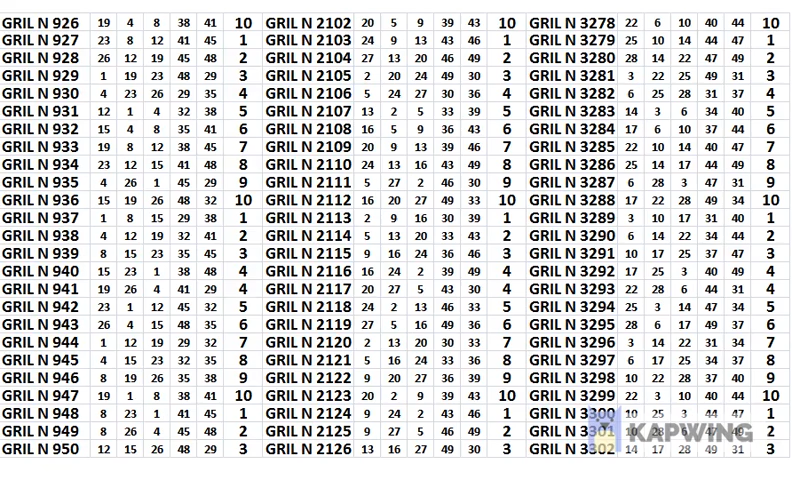 GRIL N 926 19 4 8 38 41 10 GRIL N 2102 20 5 9 39 43 10 GRIL N 3278 22 6 10 40 44 10
GRIL N 927 23 8 12 41 45 1 GRIL N 2103 24 9 13 43 46 1 GRIL N 3279 25 10 14 44 47 1
GRIL N 928 26 12 19 45 48 2 GRIL N 2104 27 13 20 46 49 2 GRIL N 3280 28 14 22 47 49 2
GRIL N 929 1 19 23 48 29 3 GRIL N 2105 2 20 24 49 30 3 GRIL N 3281 3 22 25 49 31 3
GRIL N 930 4 23 26 29 35 4 GRIL N 2106 5 24 27 30 36 4 GRIL N 3282 6 25 28 31 37 4
GRIL N 931 12 1 4 32 38 5 GRIL N 2107 13 2 5 33 39 5 GRIL N 3283 14 3 6 34 40 5
GRIL N 932 15 4 8 35 41 6 GRIL N 2108 16 5 9 36 43 6 GRIL N 3284 17 6 10 37 44 6
GRIL N 933 19 8 12 38 45 7 GRIL N 2109 20 9 13 39 46 7 GRIL N 3285 22 10 14 40 47 7
GRIL N 934 23 12 15 41 48 8 GRIL N 2110 24 13 16 43 49 8 GRIL N 3286 25 14 17 44 49 8
GRIL N 935 4 26 1 45 29 9 GRIL N 2111 5 27 2 46 30 9 GRIL N 3287 6 28 3 47 31 9
GRIL N 936 15 19 26 48 32 10 GRIL N 2112 16 20 27 49 33 10 GRIL N 3288 17 22 28 49 34 10
GRIL N 937 1 8 15 29 38 1 GRIL N 2113 2 9 16 30 39 1 GRIL N 3289 3 10 17 31 40 1
GRIL N 938 4 12 19 32 41 2 GRIL N 2114 5 13 20 33 43 2 GRIL N 3290 6 14 22 34 44 2
GRIL N 939 8 15 23 35 45 3 GRIL N 2115 9 16 24 36 46 3 GRIL N 3291 10 17 25 37 47 3
GRIL N 940 15 23 1 38 48 4 GRIL N 2116 16 24 2 39 49 4 GRIL N 3292 17 25 3 40 49 4
GRIL N 941 19 26 4 41 29 4 GRIL N 2117 20 27 5 43 30 4 GRIL N 3293 22 28 6 44 31 4
GRIL N 942 23 1 12 45 32 5 GRIL N 2118 24 2 13 46 33 5 GRIL N 3294 25 3 14 47 34 5
GRIL N 943 26 4 15 48 35 6 GRIL N 2119 27 5 16 49 36 6 GRIL N 3295 28 6 17 49 37 6
GRIL N 944 1 12 19 29 32 7 GRIL N 2120 2 13 20 30 33 7 GRIL N 3296 3 14 22 31 34 7
GRIL N 945 4 15 23 32 35 8 GRIL N 2121 5 16 24 33 36 8 GRIL N 3297 6 17 25 34 37 8
GRIL N 946 8 19 26 35 38 9 GRIL N 2122 9 20 27 36 39 9 GRIL N 3298 10 22 28 37 40 9
GRIL N 947 19 1 8 38 41 10 GRIL N 2123 20 2 9 39 43 10 GRIL N 3299 22 3 10 40 44 10
GRIL N 948 8 23 1 41 45 1 GRIL N 2124 9 24 2 43 46 1 GRIL N 3300 10 25 3 44 47 1
GRIL N 949 8 26 4 45 48 2 GRIL N 2125 9 27 5 46 49 2 GRIL N 3301 10 28 6 47 49 2
GRIL N 950 12 15 26 48 29 3 GRIL N 2126 13 16 27 49 30 3 GRIL N 3302 14 17 28 49 31 3
KAPWING